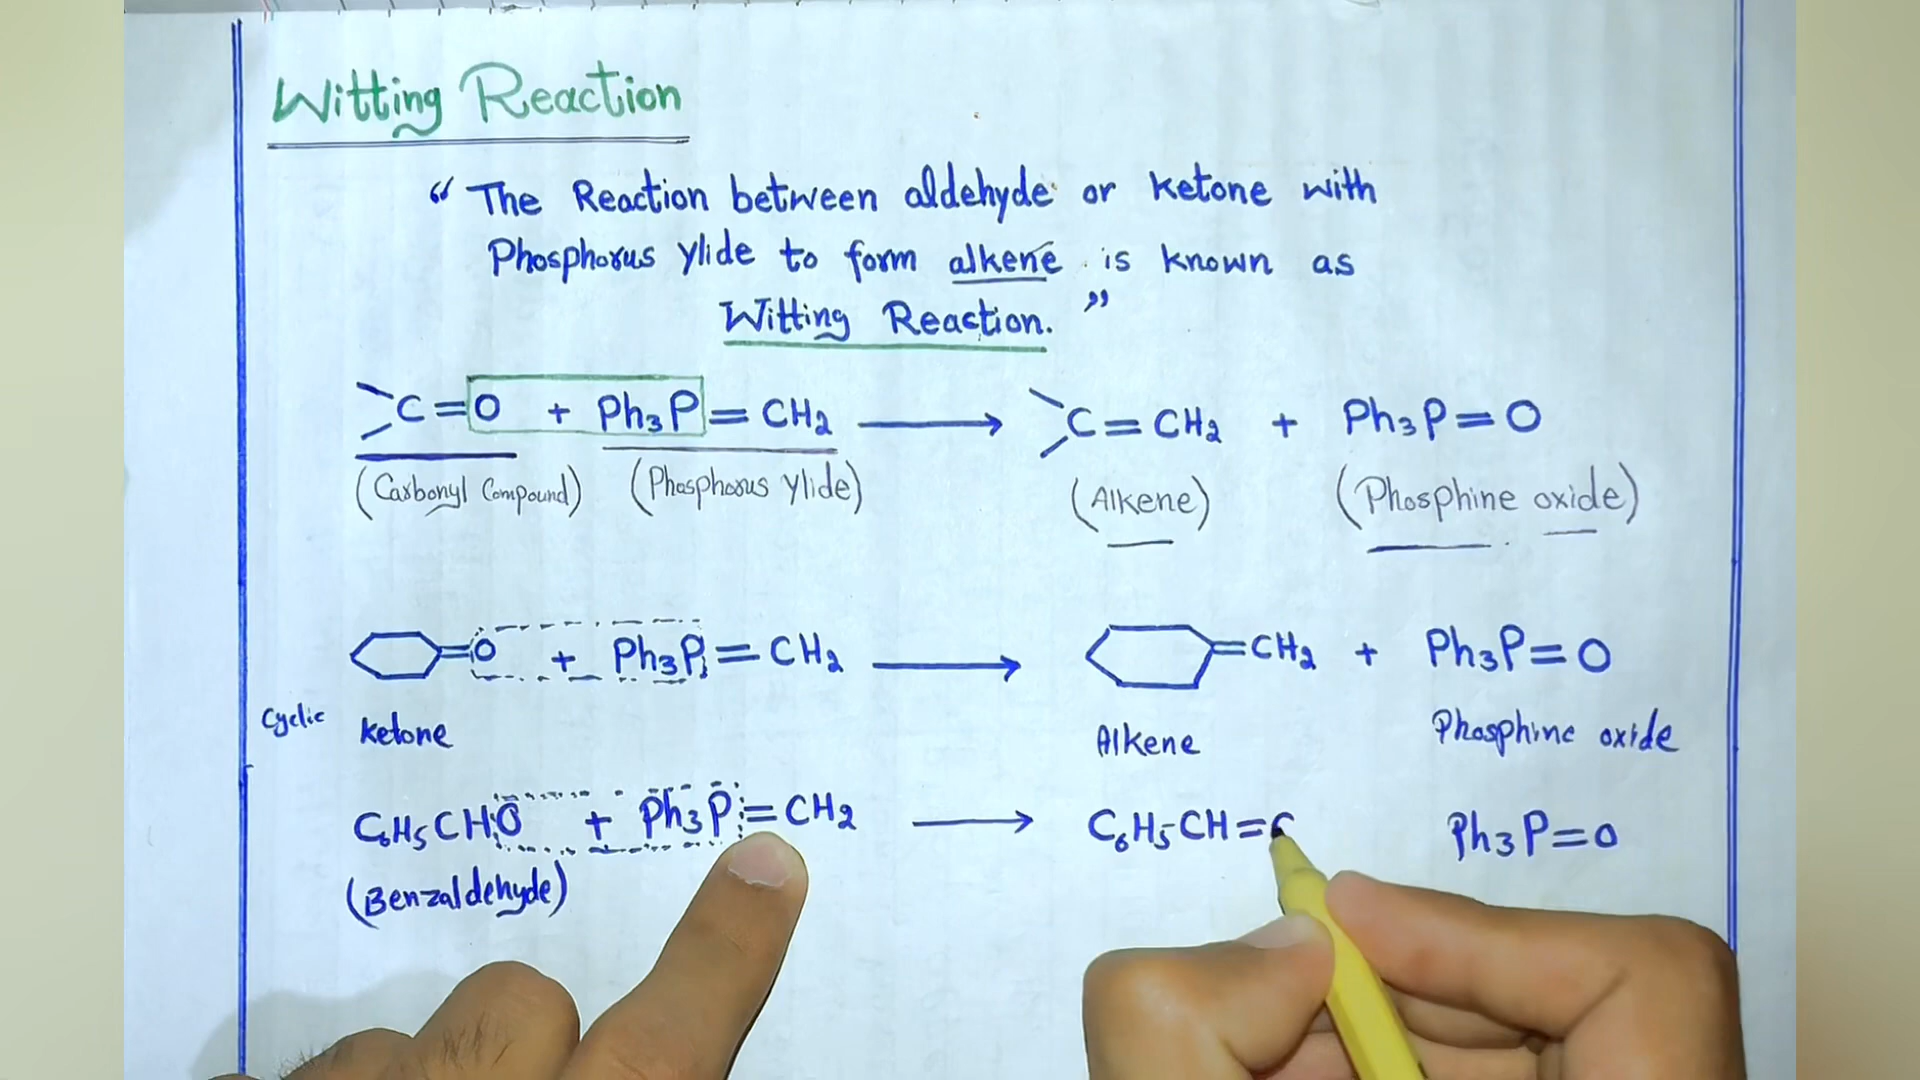 Witting Reaction
“ The Reaction between aldehyde or ketone with
Phosphorus ylide to form alkene is known as
Witting Reaction. ”
C=O + Ph₃P=CH₂ ⟶ C=CH₂ + Ph₃P=O
(Carbonyl Compound) (Phosphorus ylide) (Alkene) (Phosphine oxide)
=O + Ph₃P=CH₂ ⟶ =CH₂ + Ph₃P=O
Cyclic ketone Alkene Phosphine oxide
C₆H₅CHO + Ph₃P=CH₂ ⟶ C₆H₅-CH=C Ph₃P=O
(Benzaldehyde)